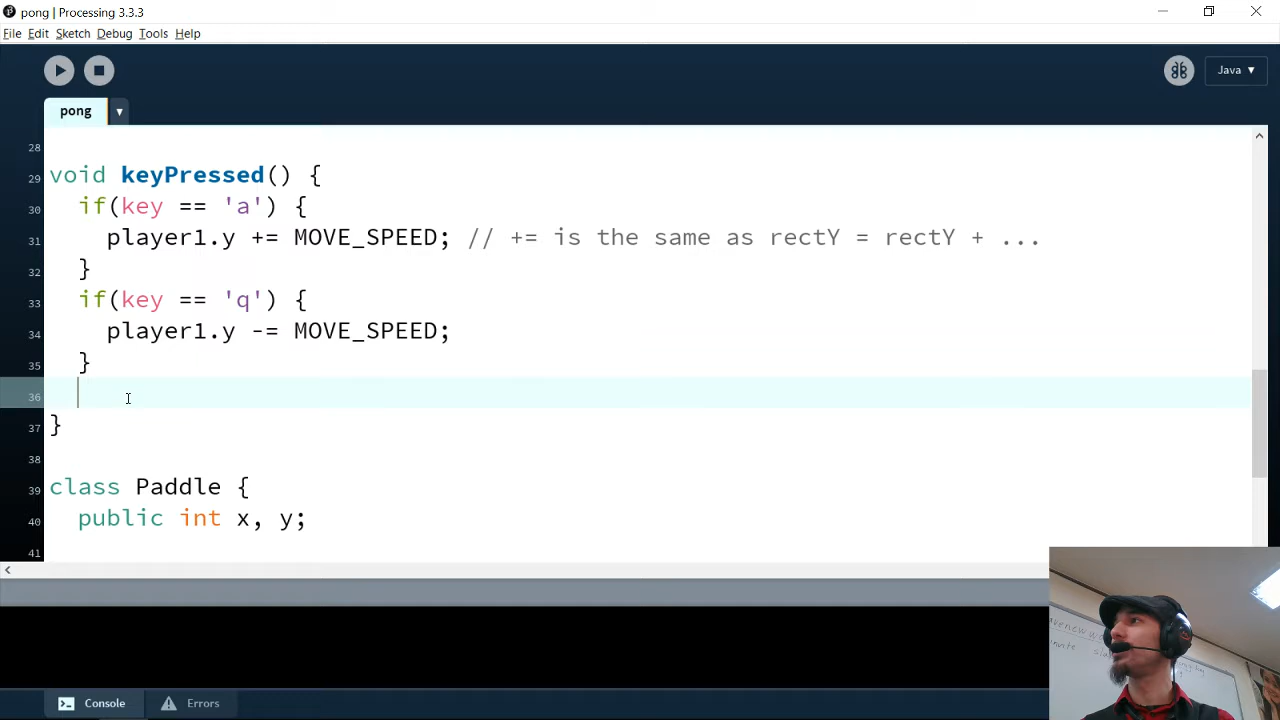 pong | Processing 3.3.3
File Edit Sketch Debug Tools Help
Java ▼
pong ▼
28
29 void keyPressed() {
30 if(key == 'a') {
31 player1.y += MOVE_SPEED; // += is the same as rectY = rectY + ...
32 }
33 if(key == 'q') {
34 player1.y -= MOVE_SPEED;
35 }
36
37 }
38
39 class Paddle {
40 public int x, y;
41
Console Errors